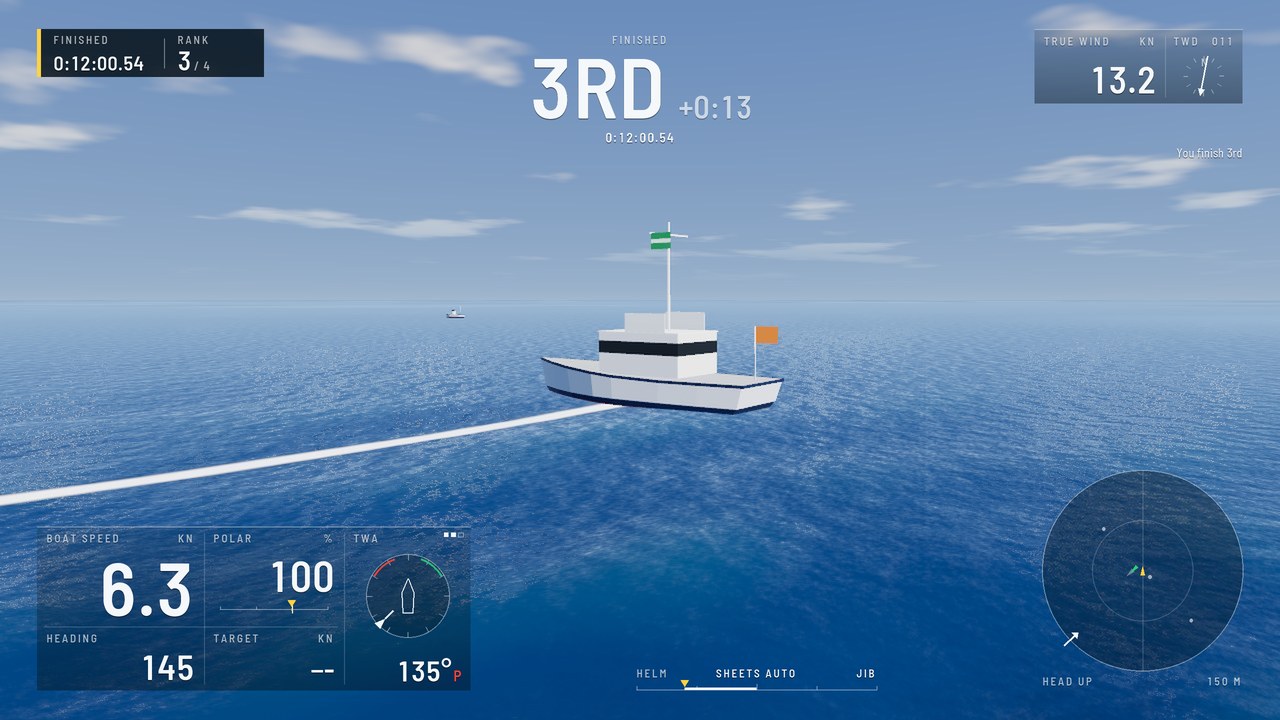 FINISHED RANK
0:12:00.54 3 / 4
FINISHED
3RD +0:13
0:12:00.54
TRUE WIND KN TWD 011
13.2
You finish 3rd
BOAT SPEED KN POLAR % TWA
6.3 100
HEADING TARGET KN
145 -- 135° P
HELM SHEETS AUTO JIB
HEAD UP 150 M